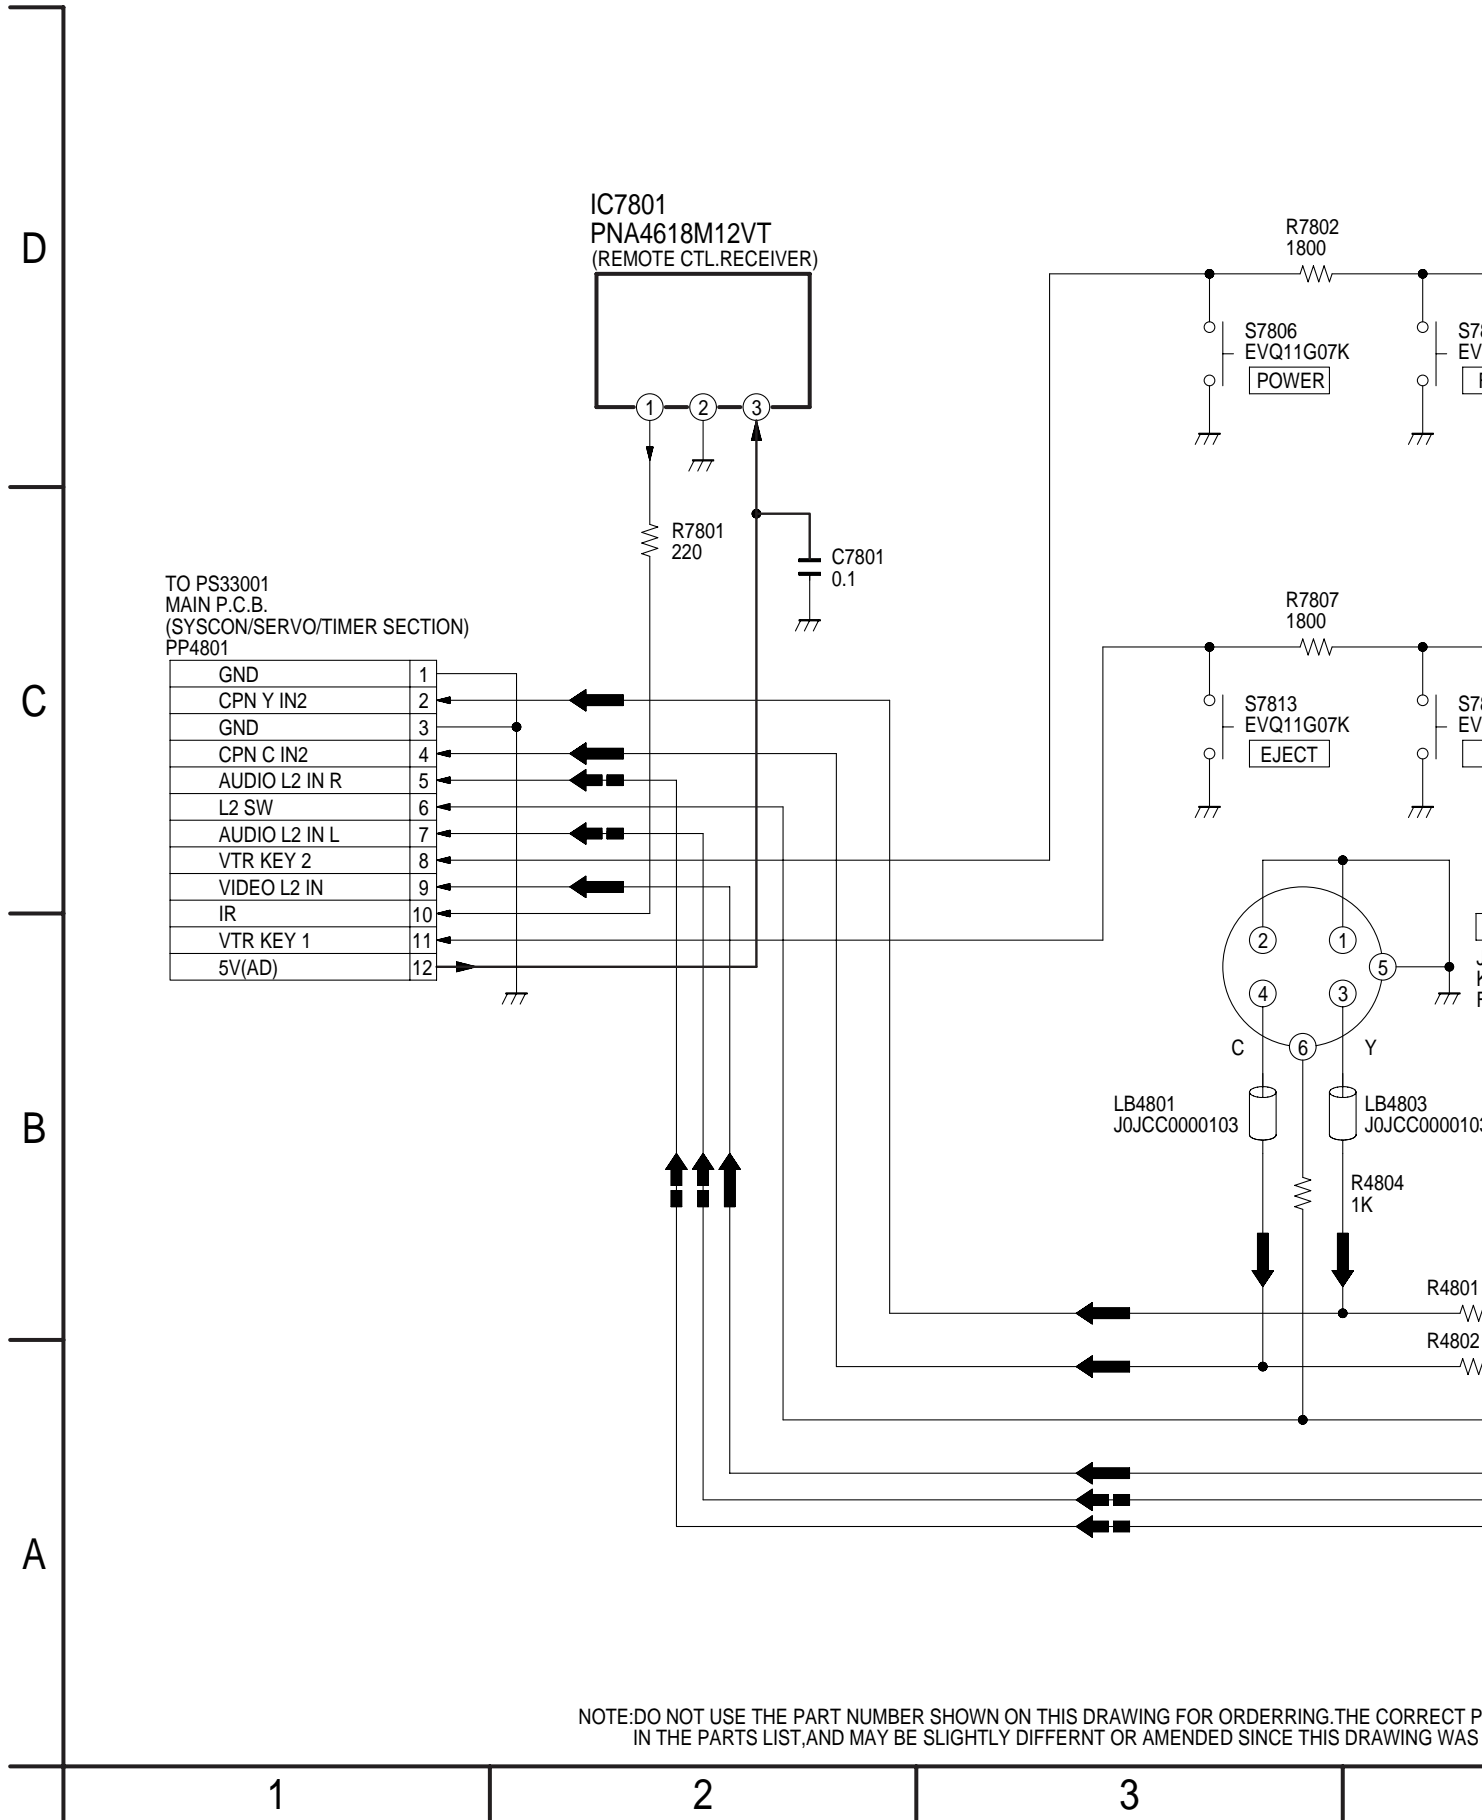 D
IC7801
PNA4618M12VT
(REMOTE CTL.RECEIVER)
1
2
3
R7802
1800
S7806
EVQ11G07K
POWER
S78
EV
R7801
220
C7801
0.1
R7807
1800
S7813
EVQ11G07K
EJECT
S78
EV
C
TO PS33001
MAIN P.C.B.
(SYSCON/SERVO/TIMER SECTION)
PP4801
GND 1
CPN Y IN2 2
GND 3
CPN C IN2 4
AUDIO L2 IN R 5
L2 SW 6
AUDIO L2 IN L 7
VTR KEY 2 8
VIDEO L2 IN 9
IR 10
VTR KEY 1 11
5V(AD) 12
2
1
5
4
3
C
6
Y
B
LB4801
J0JCC0000103
LB4803
J0JCC0000103
R4804
1K
R4801
R4802
A
NOTE:DO NOT USE THE PART NUMBER SHOWN ON THIS DRAWING FOR ORDERRING.THE CORRECT P
IN THE PARTS LIST,AND MAY BE SLIGHTLY DIFFERNT OR AMENDED SINCE THIS DRAWING WAS
1
2
3